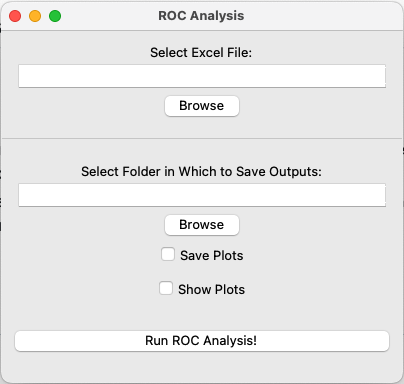 ROC Analysis
Select Excel File:
Browse
Select Folder in Which to Save Outputs:
Browse
Save Plots
Show Plots
Run ROC Analysis!